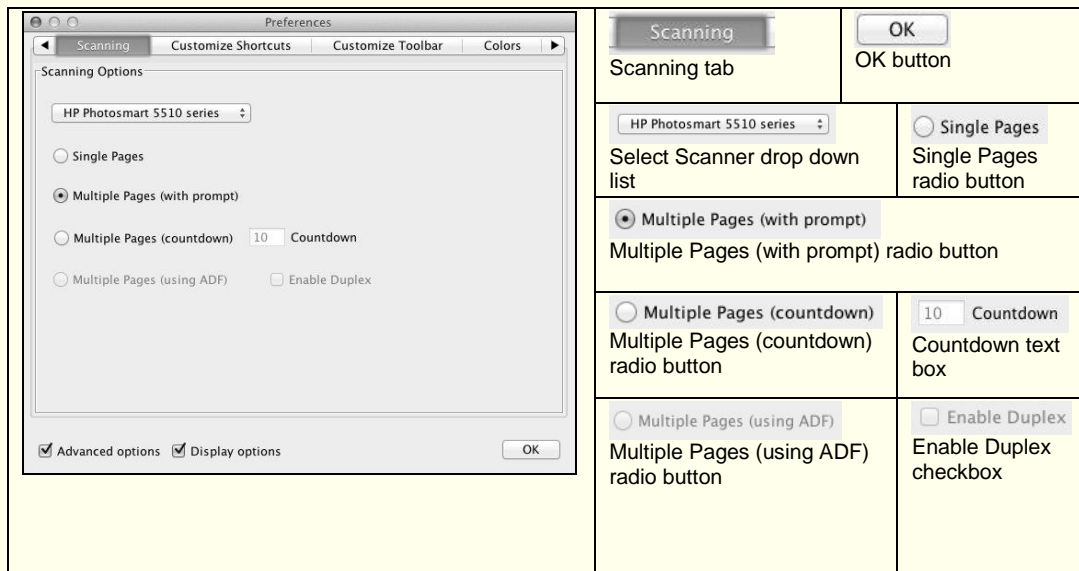 Preferences
Scanning Customize Shortcuts Customize Toolbar Colors
Scanning Options
HP Photosmart 5510 series
Single Pages
Multiple Pages (with prompt)
Multiple Pages (countdown) 10 Countdown
Multiple Pages (using ADF) Enable Duplex
Advanced options Display options OK
Scanning
Scanning tab
OK
OK button
HP Photosmart 5510 series
Select Scanner drop down
list
Single Pages
Single Pages
radio button
Multiple Pages (with prompt)
Multiple Pages (with prompt) radio button
Multiple Pages (countdown)
Multiple Pages (countdown)
radio button
10 Countdown
Countdown text
box
Multiple Pages (using ADF)
Multiple Pages (using ADF)
radio button
Enable Duplex
Enable Duplex
checkbox